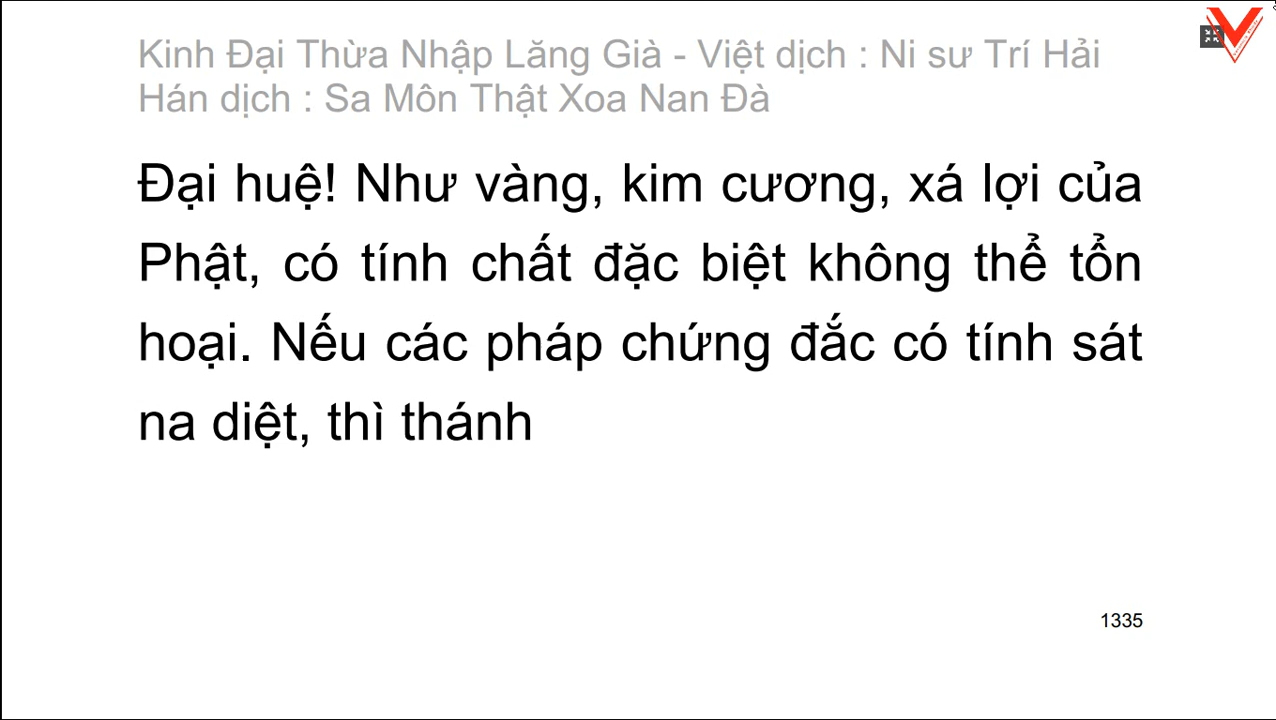 Kinh Đại Thừa Nhập Lăng Già - Việt dịch : Ni sư Trí Hải
Hán dịch : Sa Môn Thật Xoa Nan Đà
Đại huệ! Như vàng, kim cương, xá lợi của
Phật, có tính chất đặc biệt không thể tổn
hoại. Nếu các pháp chứng đắc có tính sát
na diệt, thì thánh
1335